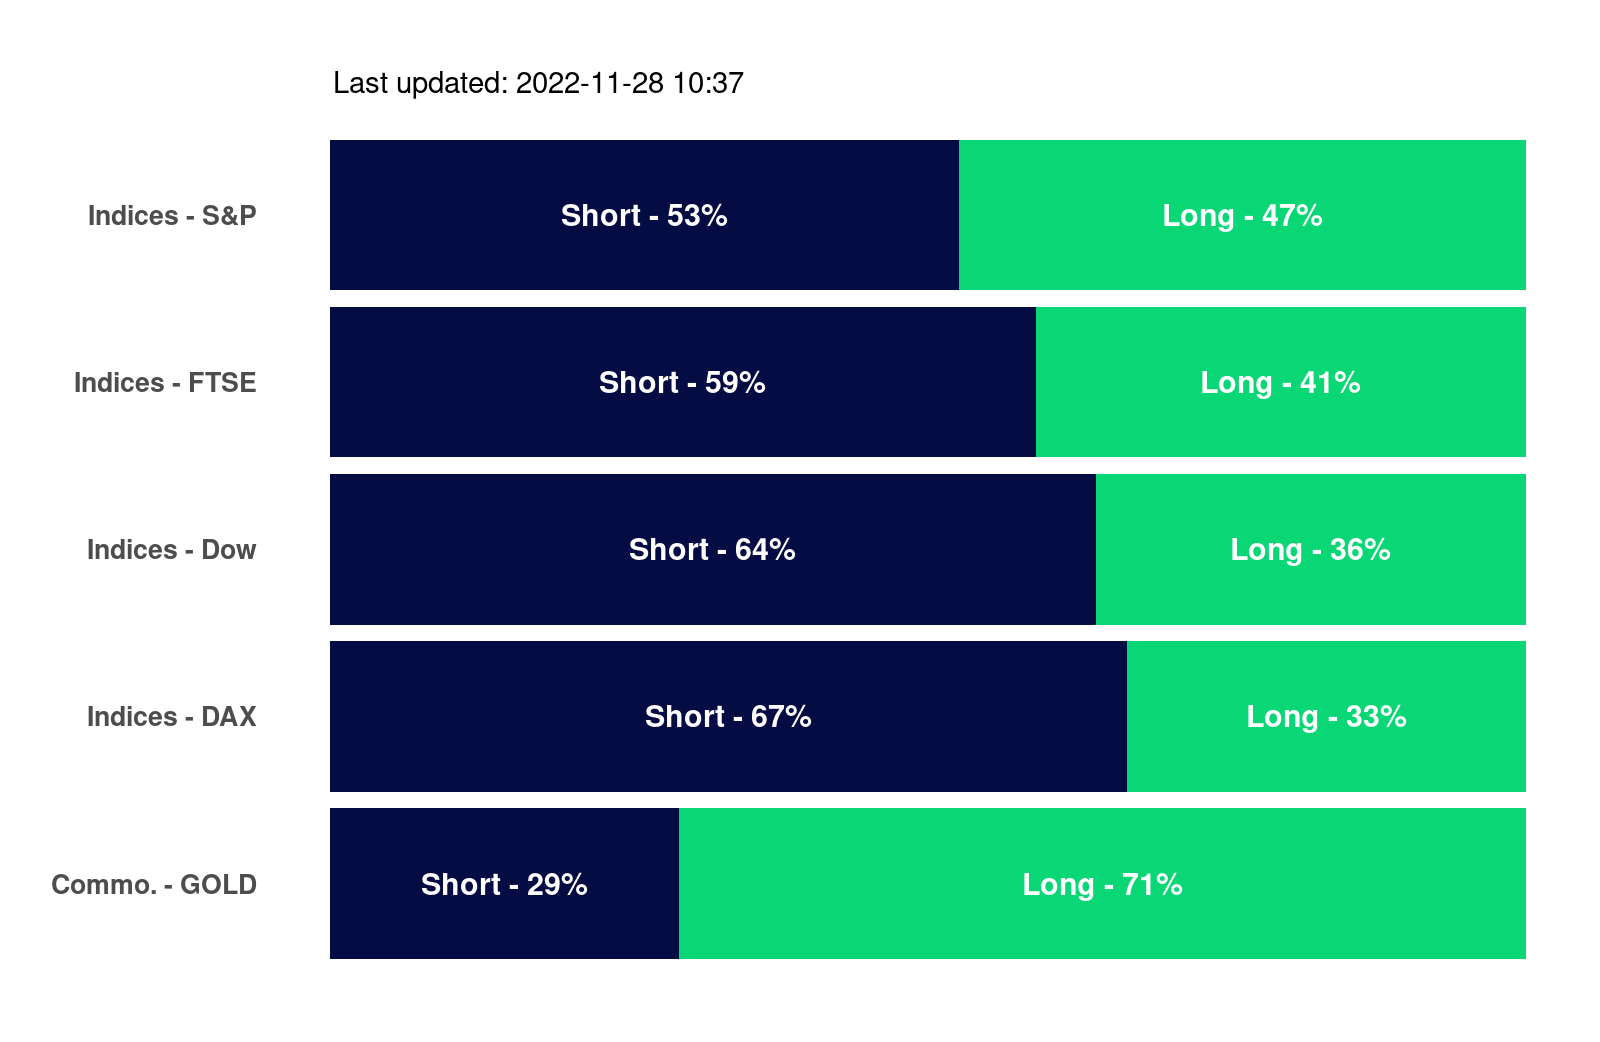 Last updated: 2022-11-28 10:37
Indices - S&P Short - 53% Long - 47%
Indices - FTSE Short - 59% Long - 41%
Indices - Dow Short - 64% Long - 36%
Indices - DAX Short - 67% Long - 33%
Commo. - GOLD Short - 29% Long - 71%